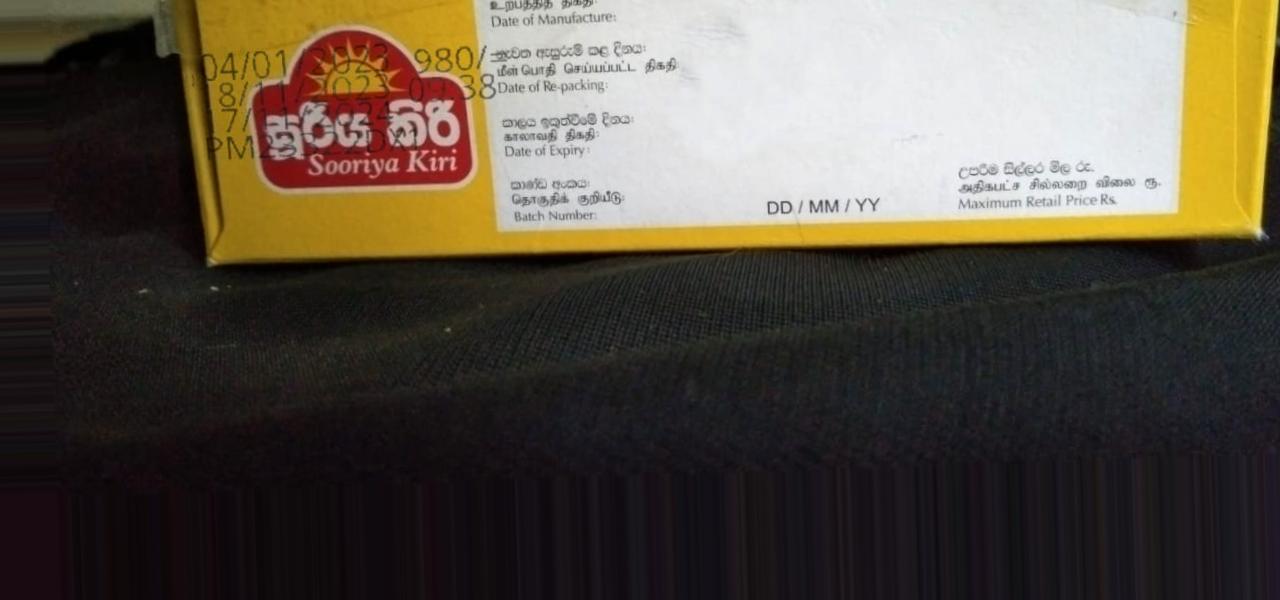 உற்பத்தித் திகதி:
Date of Manufacture:
04/01/2023 980/-
නැවත ඇසුරුම් කළ දිනය:
மீள் பொதி செய்யப்பட்ட திகதி:
Date of Re-packing:
සූරිය කිරි
Sooriya Kiri
කාලය ඉකුත්වීමේ දිනය:
காலாவதி திகதி:
Date of Expiry:
කාණ්ඩ අංකය:
தொகுதிக் குறியீடு:
Batch Number:
DD / MM / YY
උපරිම සිල්ලර මිල රු.
அதிகபட்ச சில்லறை விலை ரூ.
Maximum Retail Price Rs.